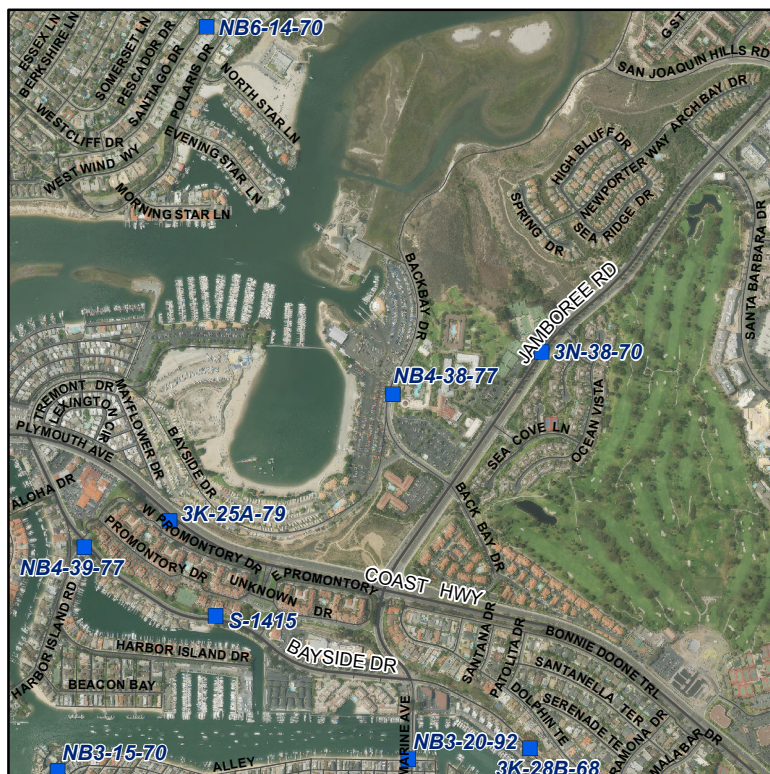 NB6-14-70
G ST
ESSEX LN
BERKSHIRE LN
SOMERSET LN
PESCADOR DR
SANTIAGO DR
POLARIS DR
NORTH STAR LN
SAN JOAQUIN HILLS RD
WESTCLIFF DR
WEST WIND WY
EVENING STAR LN
MORNING STAR LN
HIGH BLUFF DR
NEWPORTER WAY
ARCH BAY DR
SPRING DR
SEA RIDGE DR
SANTA BARBARA DR
BACKBAY DR
JAMBOREE RD
3N-38-70
NB4-38-77
TREMONT DR
LEXINGTON CIR
MAYFLOWER DR
BAYSIDE DR
PLYMOUTH AVE
SEA COVE LN
OCEAN VISTA
BACK BAY DR
ALOHA DR
3K-25A-79
W PROMONTORY DR
PROMONTORY DR
NB4-39-77
UNKNOWN DR
E PROMONTORY
COAST HWY
S-1415
HARBOR ISLAND RD
HARBOR ISLAND DR
BEACON BAY
BAYSIDE DR
SANTANA DR
PATOLITA DR
BONNIE DOONE TRL
SANTANELLA TER
DOLPHIN TE
SERENADE TE
RAMONA DR
MALABAR DR
MARINE AVE
NB3-15-70
ALLEY
NB3-20-92
3K-28B-68